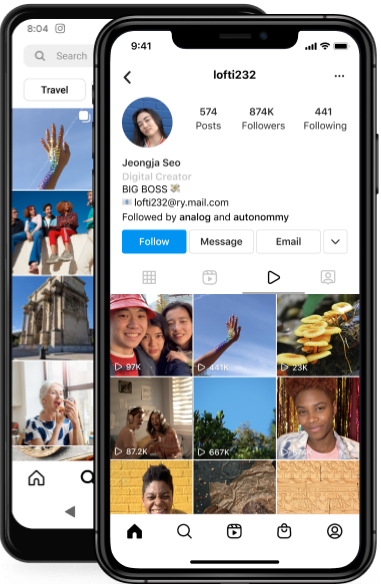 8:04
Search
Travel
9:41
lofti232
574
874K
441
Posts
Followers
Following
Jeongja Seo
Digital Creator
BIG BOSS
lofti232@ry.mail.com
Followed by analog and autonommy
Follow
Message
Email
97K
441K
23K
87.2K
667K